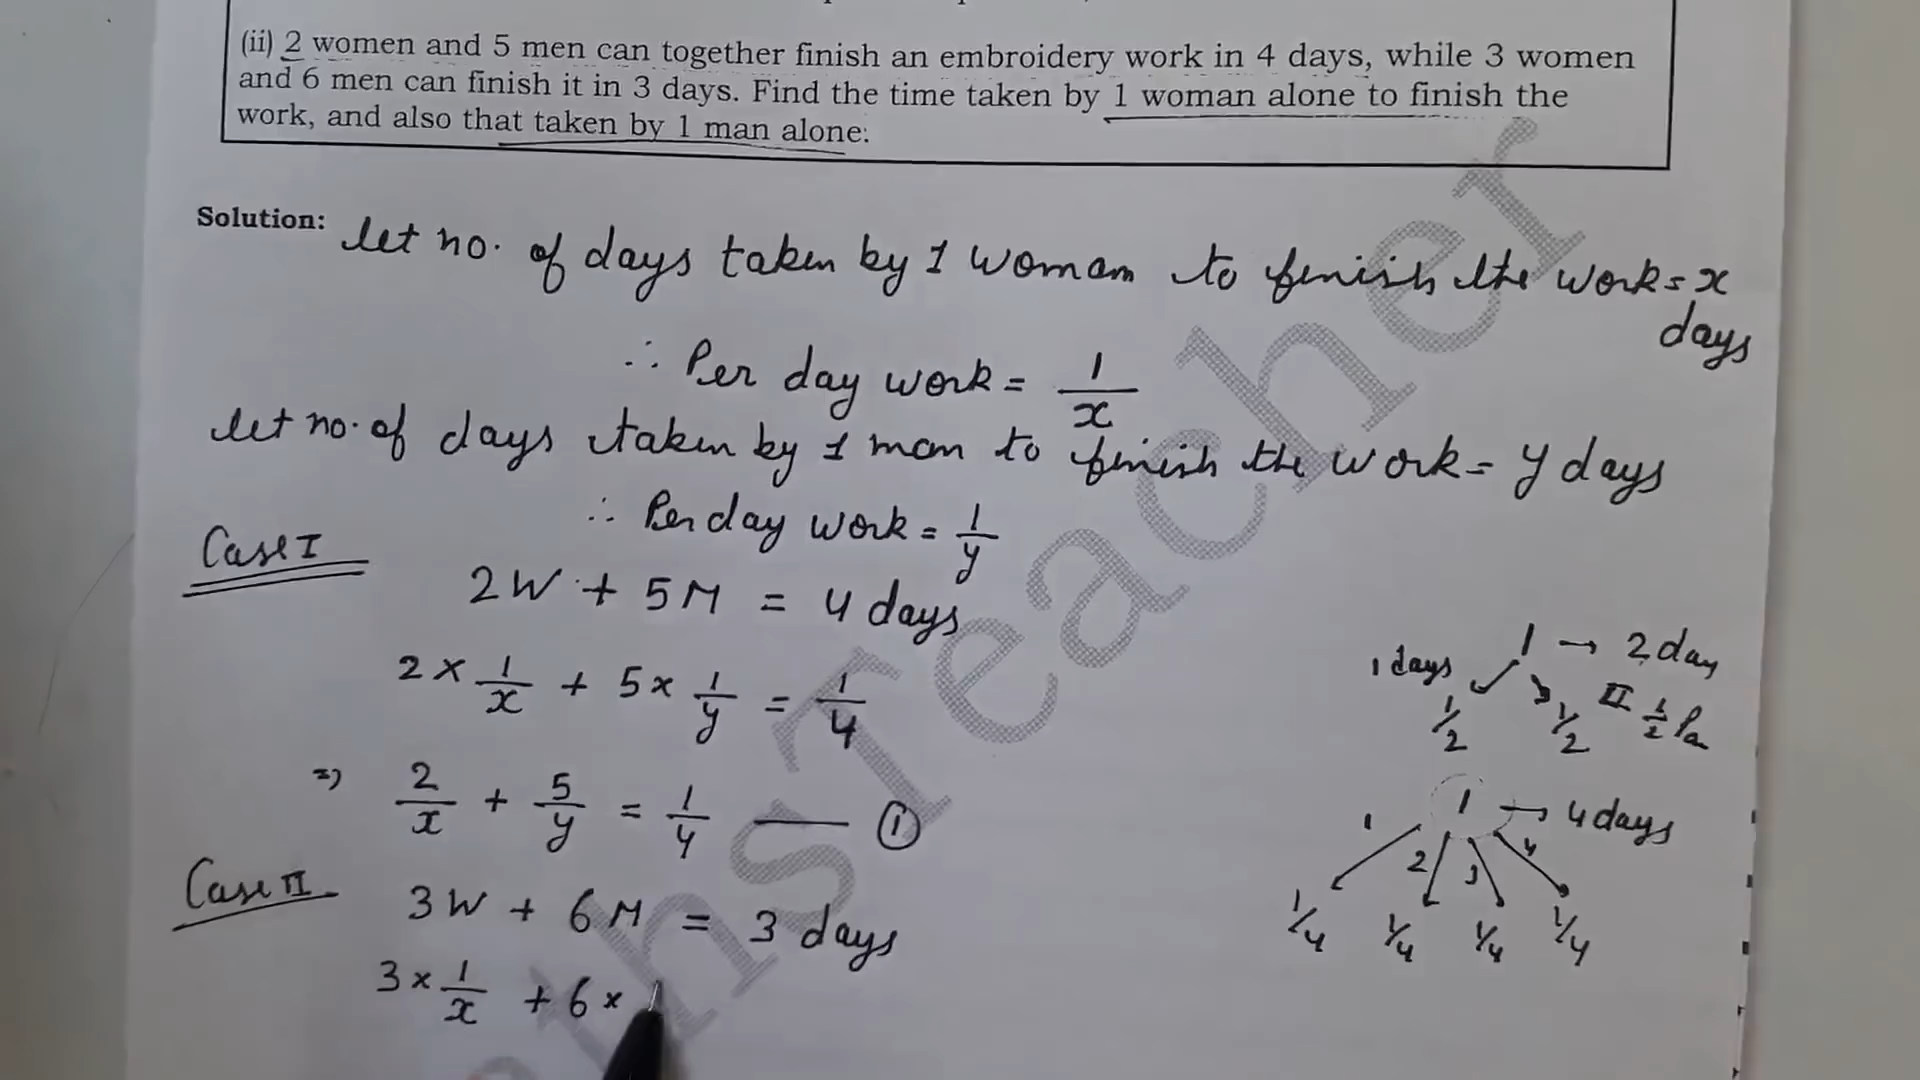 (ii) 2 women and 5 men can together finish an embroidery work in 4 days, while 3 women
and 6 men can finish it in 3 days. Find the time taken by 1 woman alone to finish the
work, and also that taken by 1 man alone:
Solution: let no. of days taken by 1 woman to finish the work = x
days
∴ Per day work = 1/x
let no. of days taken by 1 man to finish the work = y days
∴ Per day work = 1/y
Case I
2W + 5M = 4 days
2 × 1/x + 5 × 1/y = 1/4
⇒ 2/x + 5/y = 1/4 —— ①
Case II
3W + 6M = 3 days
3 × 1/x + 6 ×
1 → 2 day
1 days
1/2 1/2 II 1/2
1 → 4 days
1 2 3 4
1/4 1/4 1/4 1/4
nsTeacher